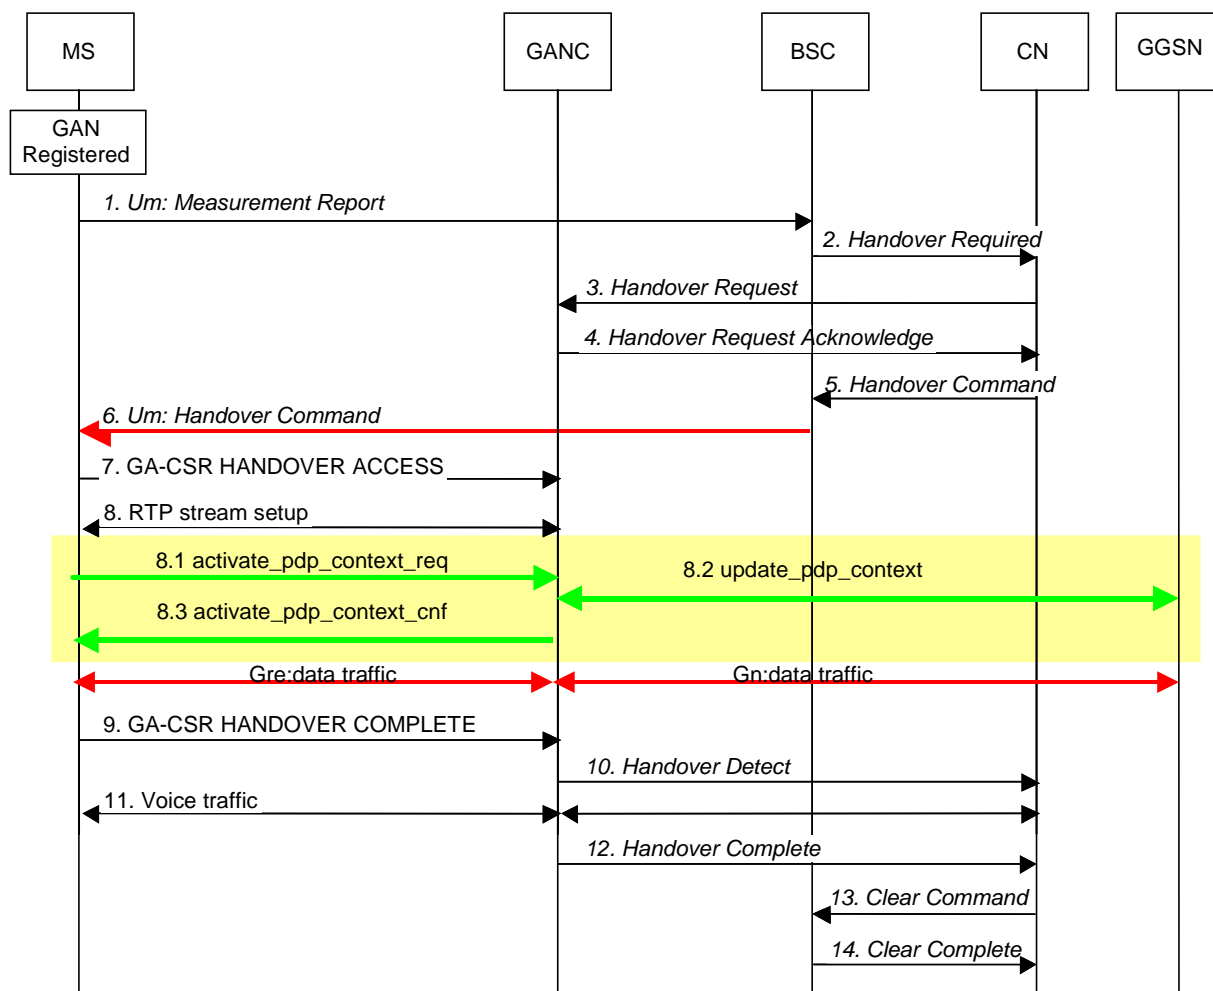 MS
GANC
BSC
CN
GGSN
GAN
Registered
1. Um: Measurement Report
2. Handover Required
3. Handover Request
4. Handover Request Acknowledge
5. Handover Command
6. Um: Handover Command
7. GA-CSR HANDOVER ACCESS
8. RTP stream setup
8.1 activate_pdp_context_req
8.2 update_pdp_context
8.3 activate_pdp_context_cnf
Gre:data traffic
Gn:data traffic
9. GA-CSR HANDOVER COMPLETE
10. Handover Detect
11. Voice traffic
12. Handover Complete
13. Clear Command
14. Clear Complete